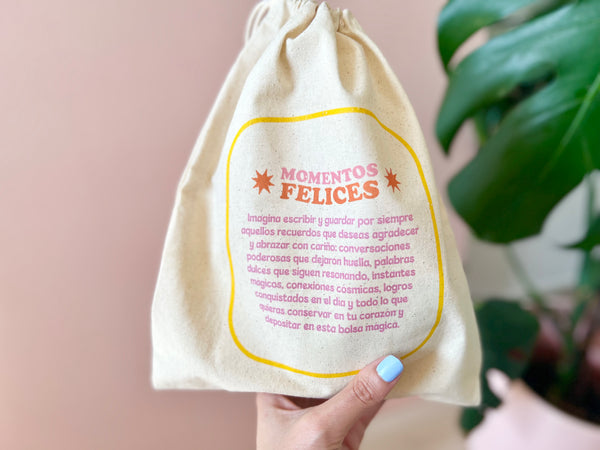 MOMENTOS
FELICES
Imagina escribir y guardar por siempre
aquellos recuerdos que deseas agradecer
y abrazar con cariño: conversaciones
poderosas que dejaron huella, palabras
dulces que siguen resonando, instantes
mágicos, conexiones cósmicas, logros
conquistados en el día y todo lo que
quieras conservar en tu corazón y
depositar en esta bolsa mágica.